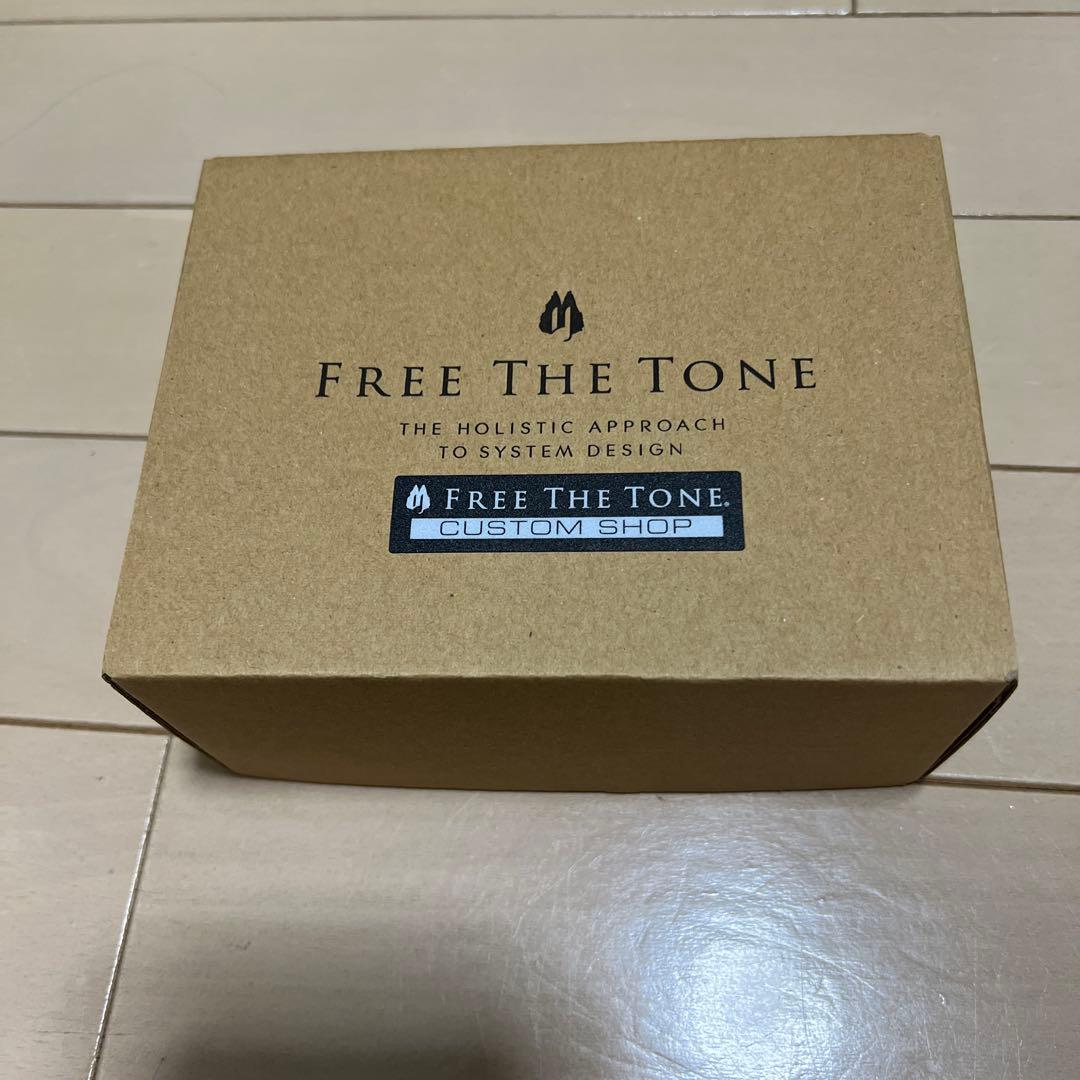 FREE THE TONE
THE HOLISTIC APPROACH
TO SYSTEM DESIGN
FREE THE TONE®
CUSTOM SHOP